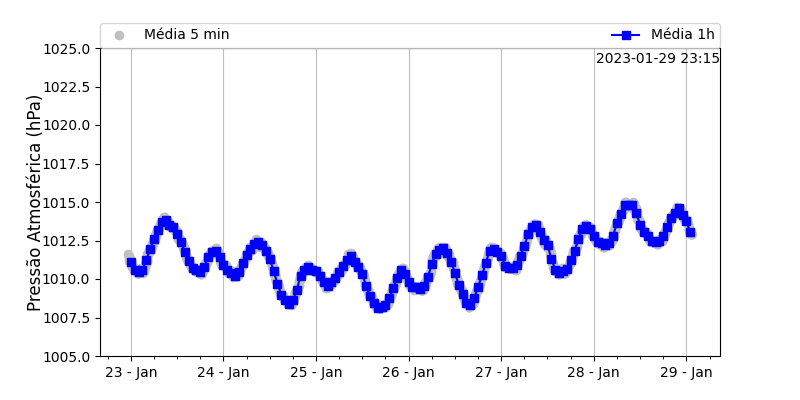 Média 5 min
Média 1h
2023-01-29 23:15
Pressão Atmosférica (hPa)
1025.0
1022.5
1020.0
1017.5
1015.0
1012.5
1010.0
1007.5
1005.0
23 - Jan
24 - Jan
25 - Jan
26 - Jan
27 - Jan
28 - Jan
29 - Jan